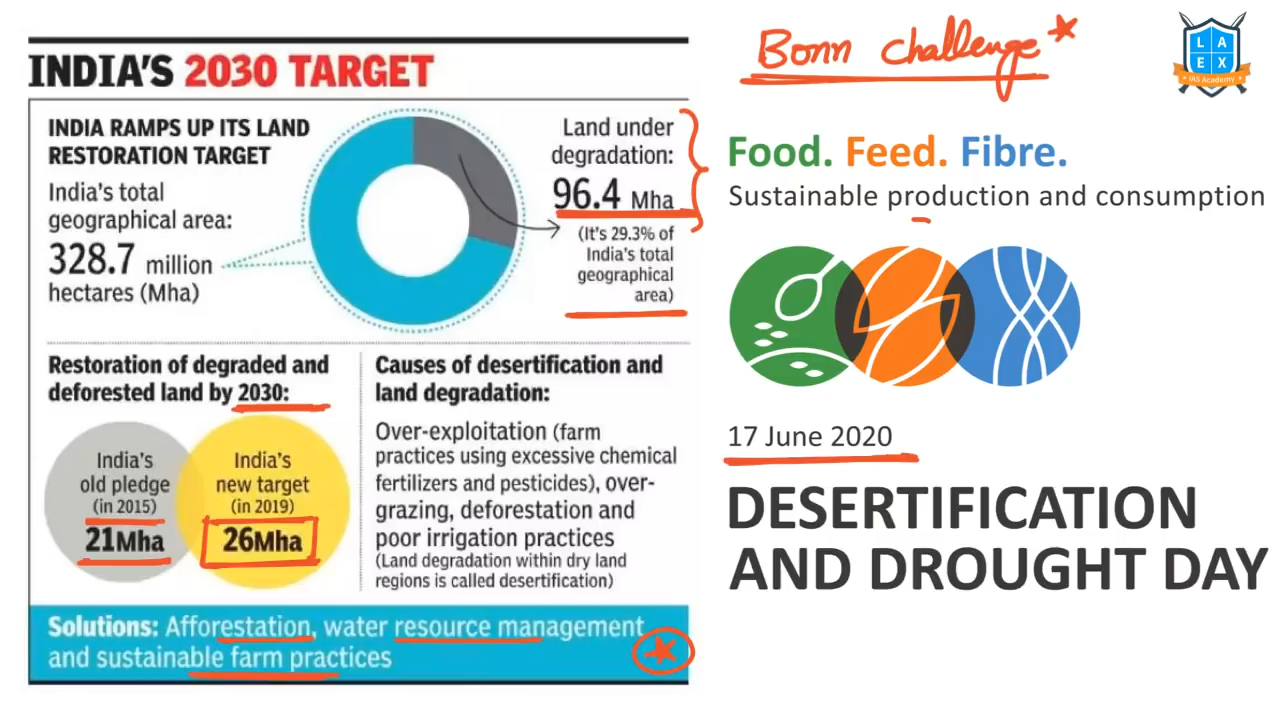 Bonn challenge
LA
EX
IAS Academy
INDIA'S 2030 TARGET
INDIA RAMPS UP ITS LAND
RESTORATION TARGET
India's total
geographical area:
328.7 million
hectares (Mha)
Land under
degradation:
96.4 Mha
(It's 29.3% of
India's total
geographical
area)
Restoration of degraded and
deforested land by 2030:
India's
old pledge
(in 2015)
21Mha
India's
new target
(in 2019)
26Mha
Causes of desertification and
land degradation:
Over-exploitation (farm
practices using excessive chemical
fertilizers and pesticides), over-
grazing, deforestation and
poor irrigation practices
(Land degradation within dry land
regions is called desertification)
Solutions: Afforestation, water resource management
and sustainable farm practices
Food. Feed. Fibre.
Sustainable production and consumption
17 June 2020
DESERTIFICATION
AND DROUGHT DAY